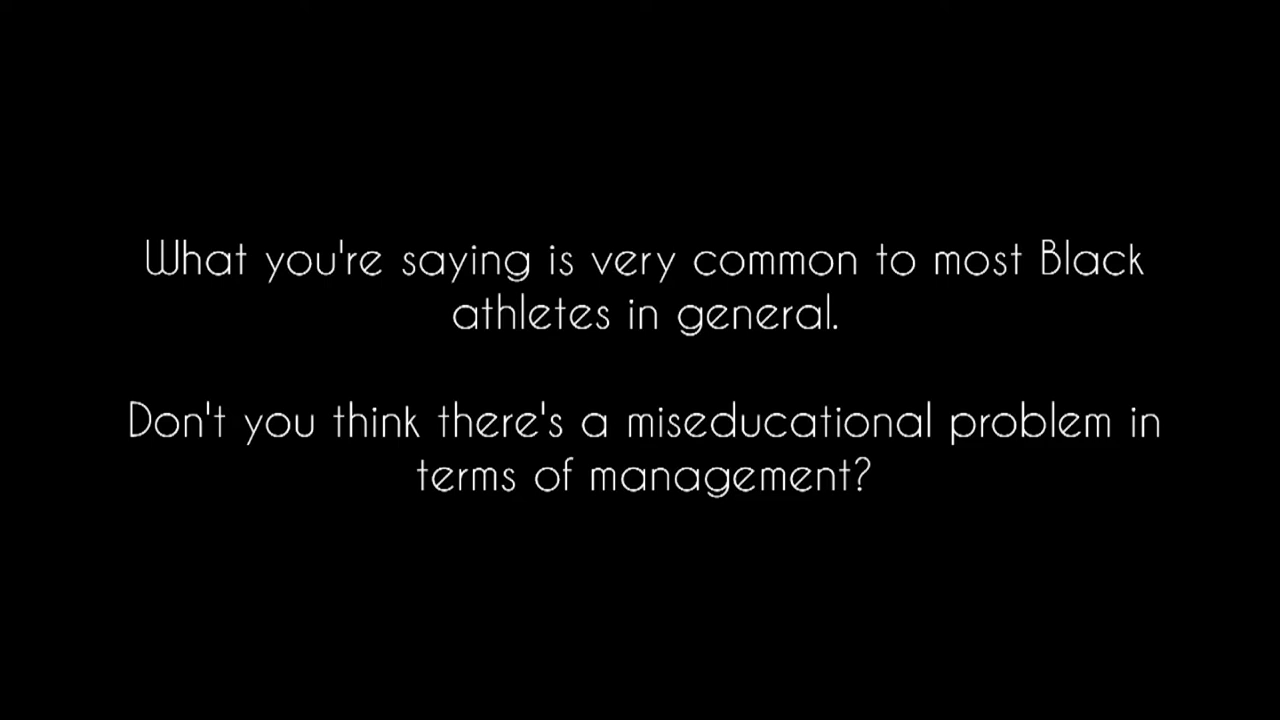 What you're saying is very common to most Black
athletes in general.
Don't you think there's a miseducational problem in
terms of management?